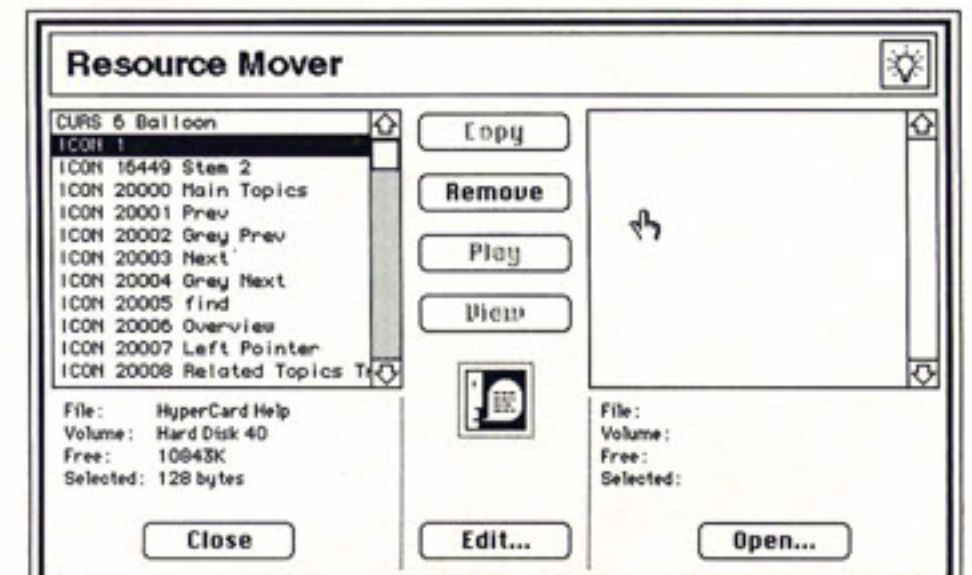 Resource Mover
CURS 6 Balloon
ICON 1
ICON 16449 Stem 2
ICON 20000 Main Topics
ICON 20001 Prev
ICON 20002 Grey Prev
ICON 20003 Next
ICON 20004 Grey Next
ICON 20005 find
ICON 20006 Overview
ICON 20007 Left Pointer
ICON 20008 Related Topics Tr
File: HyperCard Help
Volume: Hard Disk 40
Free: 10843K
Selected: 128 bytes
Close
Copy
Remove
Play
View
Edit...
File:
Volume:
Free:
Selected:
Open...